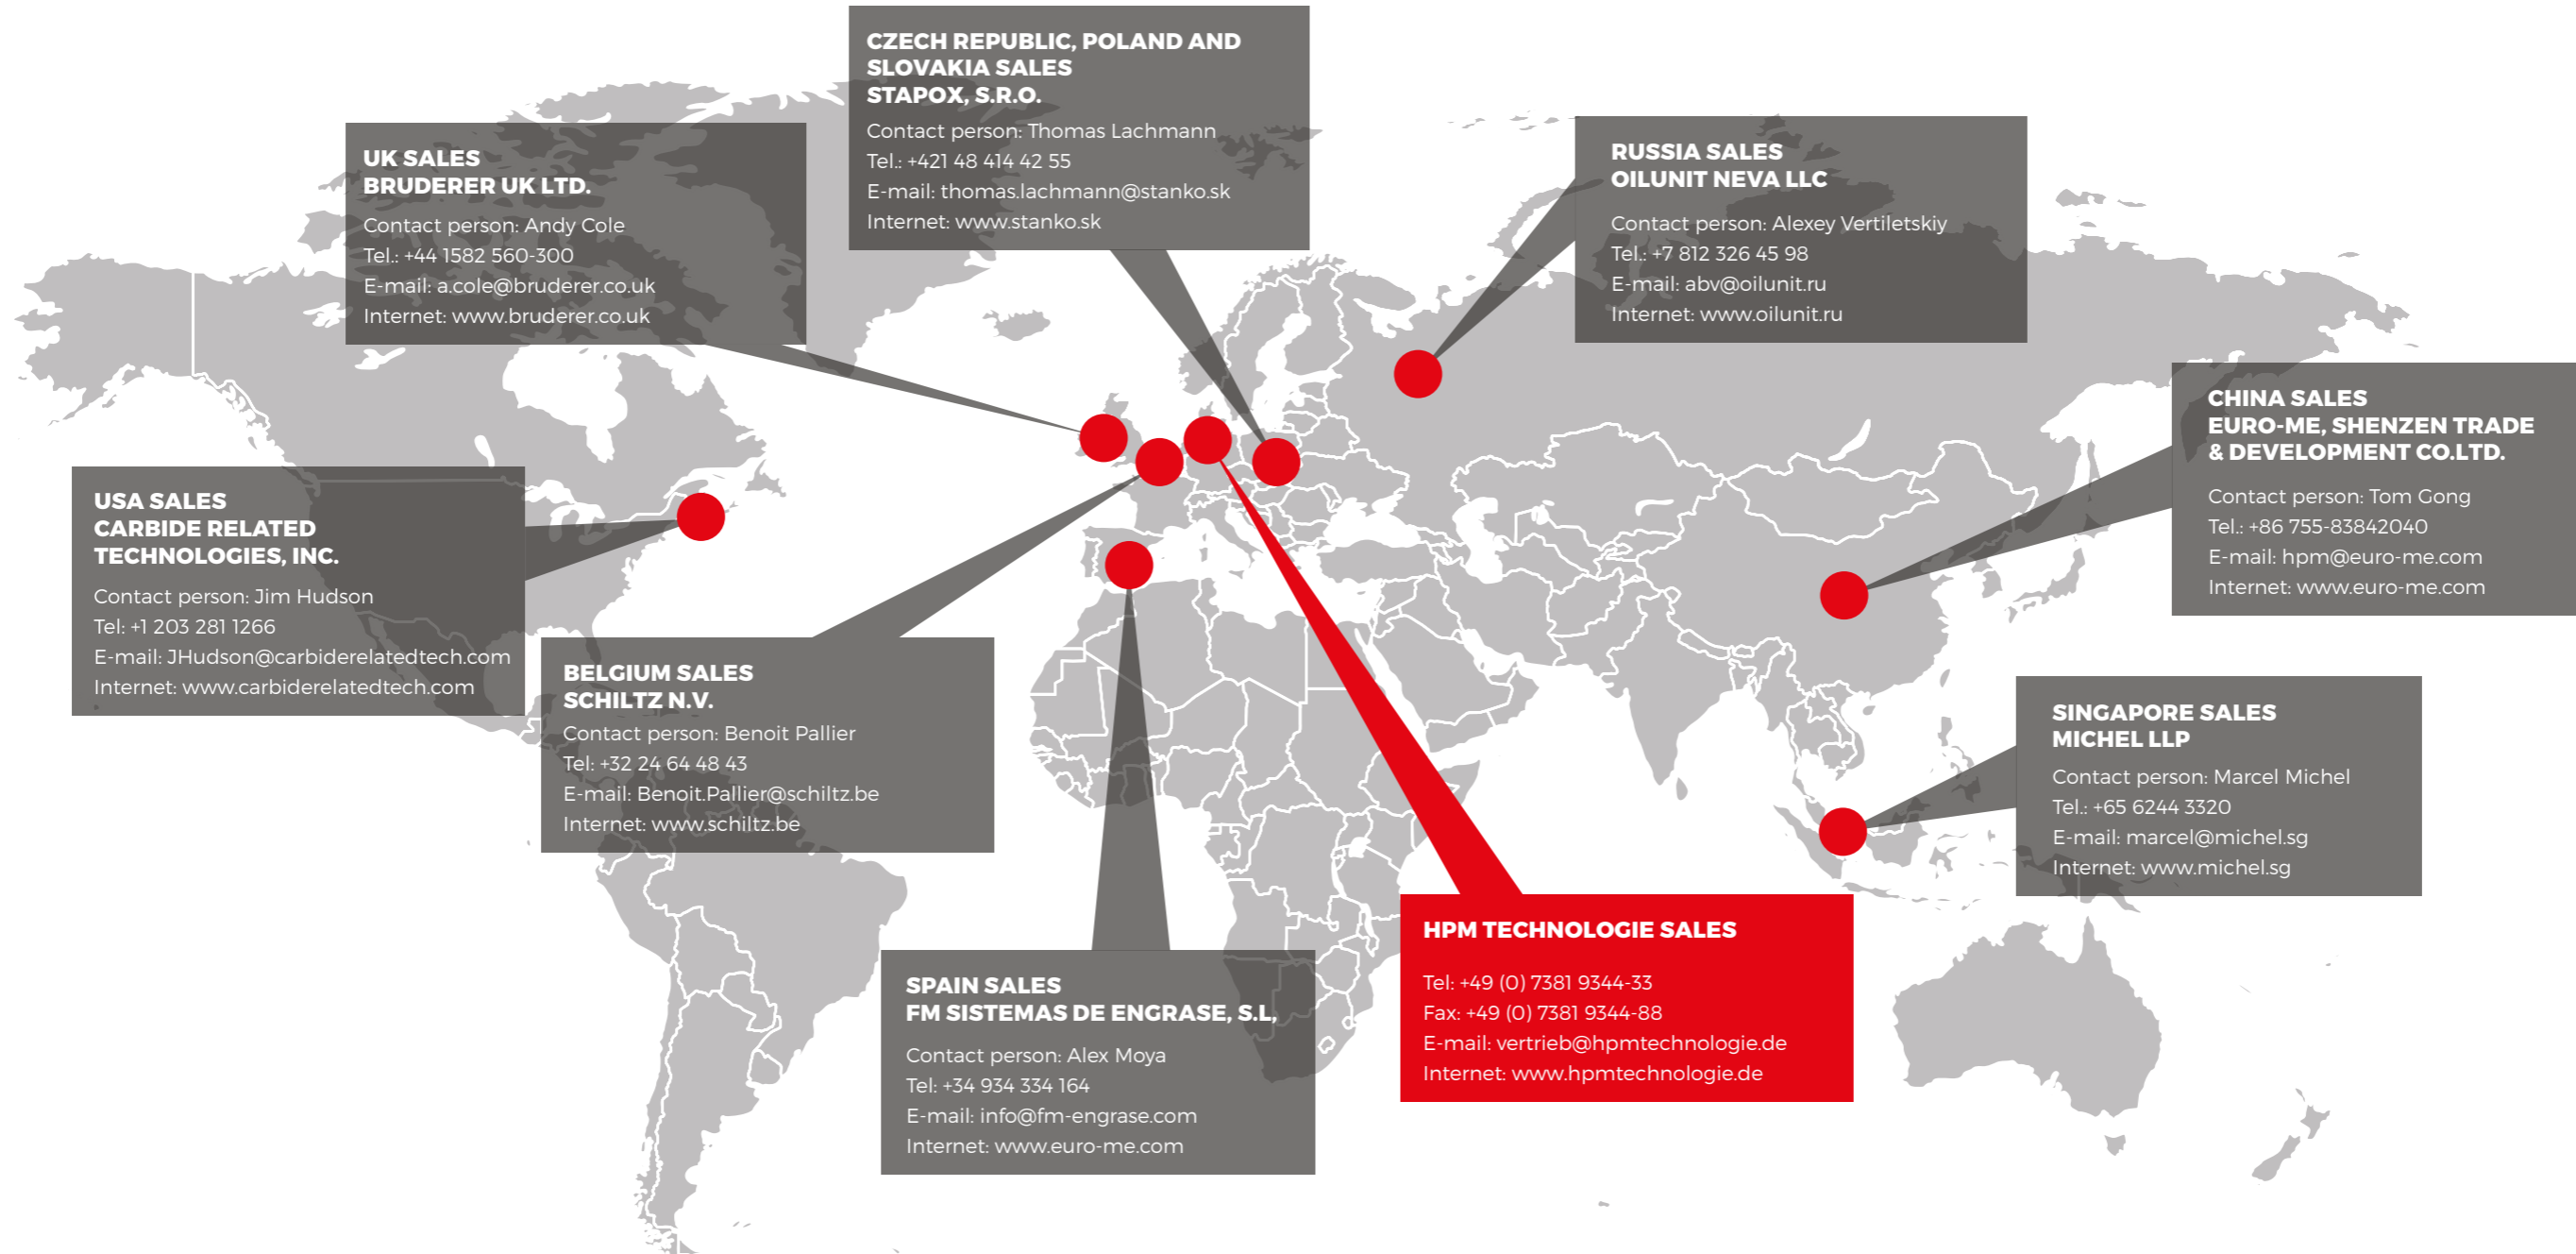 CZECH REPUBLIC, POLAND AND
SLOVAKIA SALES
STAPOX, S.R.O.
Contact person: Thomas Lachmann
Tel.: +421 48 414 42 55
E-mail: thomas.lachmann@stanko.sk
Internet: www.stanko.sk
UK SALES
BRUDERER UK LTD.
Contact person: Andy Cole
Tel.: +44 1582 560-300
E-mail: a.cole@bruderer.co.uk
Internet: www.bruderer.co.uk
RUSSIA SALES
OILUNIT NEVA LLC
Contact person: Alexey Vertiletskiy
Tel.: +7 812 326 45 98
E-mail: abv@oilunit.ru
Internet: www.oilunit.ru
CHINA SALES
EURO-ME, SHENZEN TRADE
& DEVELOPMENT CO.LTD.
Contact person: Tom Gong
Tel.: +86 755-83842040
E-mail: hpm@euro-me.com
Internet: www.euro-me.com
USA SALES
CARBIDE RELATED
TECHNOLOGIES, INC.
Contact person: Jim Hudson
Tel: +1 203 281 1266
E-mail: JHudson@carbiderelatedtech.com
Internet: www.carbiderelatedtech.com
BELGIUM SALES
SCHILTZ N.V.
Contact person: Benoit Pallier
Tel: +32 24 64 48 43
E-mail: Benoit.Pallier@schiltz.be
Internet: www.schiltz.be
SINGAPORE SALES
MICHEL LLP
Contact person: Marcel Michel
Tel.: +65 6244 3320
E-mail: marcel@michel.sg
Internet: www.michel.sg
HPM TECHNOLOGIE SALES
Tel: +49 (0) 7381 9344-33
Fax: +49 (0) 7381 9344-88
E-mail: vertrieb@hpmtechnologie.de
Internet: www.hpmtechnologie.de
SPAIN SALES
FM SISTEMAS DE ENGRASE, S.L,
Contact person: Alex Moya
Tel: +34 934 334 164
E-mail: info@fm-engrase.com
Internet: www.euro-me.com